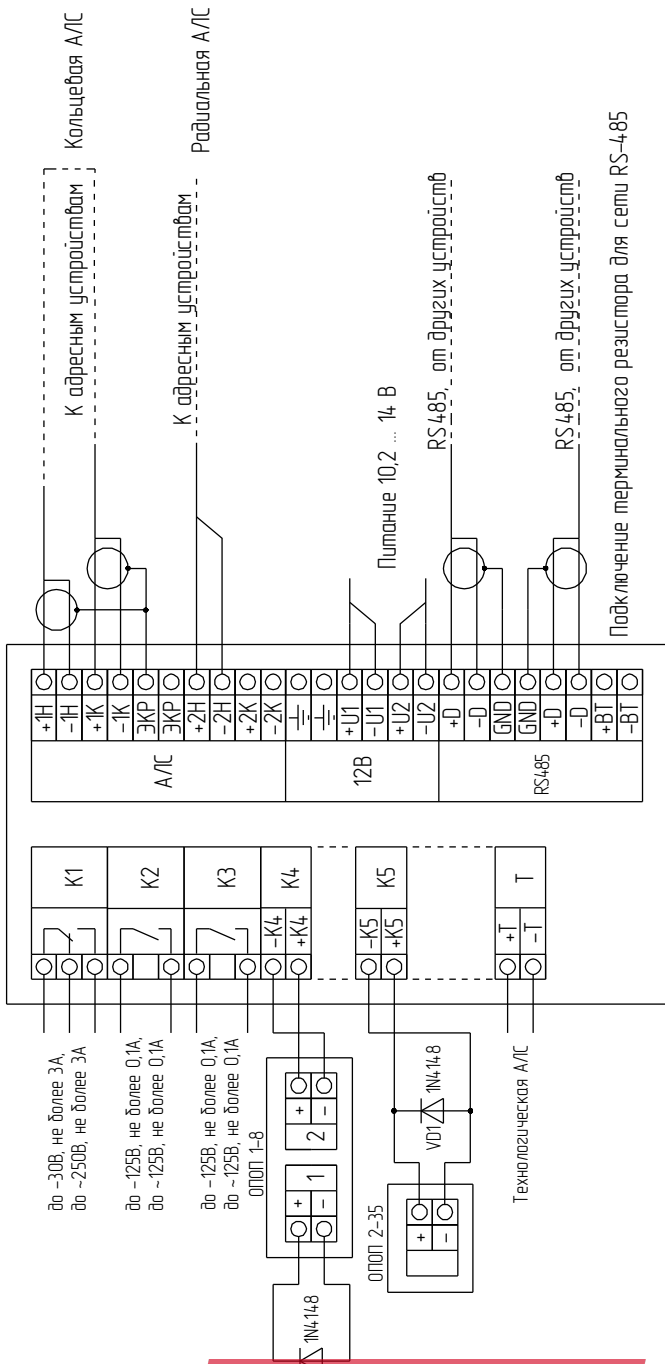 Кольцевая А/ЛС
К адресным устройствам
Радиальная А/ЛС
К адресным устройствам
Питание 10,2 ... 14 В
RS485, от других устройств
RS485, от других устройств
Подключение терминального резистора для сети RS-485
+1Н
-1Н
+1К
-1К
ЭКР
ЭКР
+2Н
-2Н
+2К
-2К
+U1
-U1
+U2
-U2
+D
-D
GND
GND
+D
-D
+ВТ
-ВТ
А/ЛС
12В
RS485
К1
К2
К3
К4
-К4
+К4
К5
-К5
+К5
Т
+Т
-Т
до -30В, не более 3А,
до ~250В, не более 3А
до -125В, не более 0,1А,
до ~125В, не более 0,1А
до -125В, не более 0,1А,
до ~125В, не более 0,1А
ОПОП 1-8
+
-
1
+
-
2
1N4148
ОПОП 2-35
+
-
VD1
1N4148
Технологическая А/ЛС